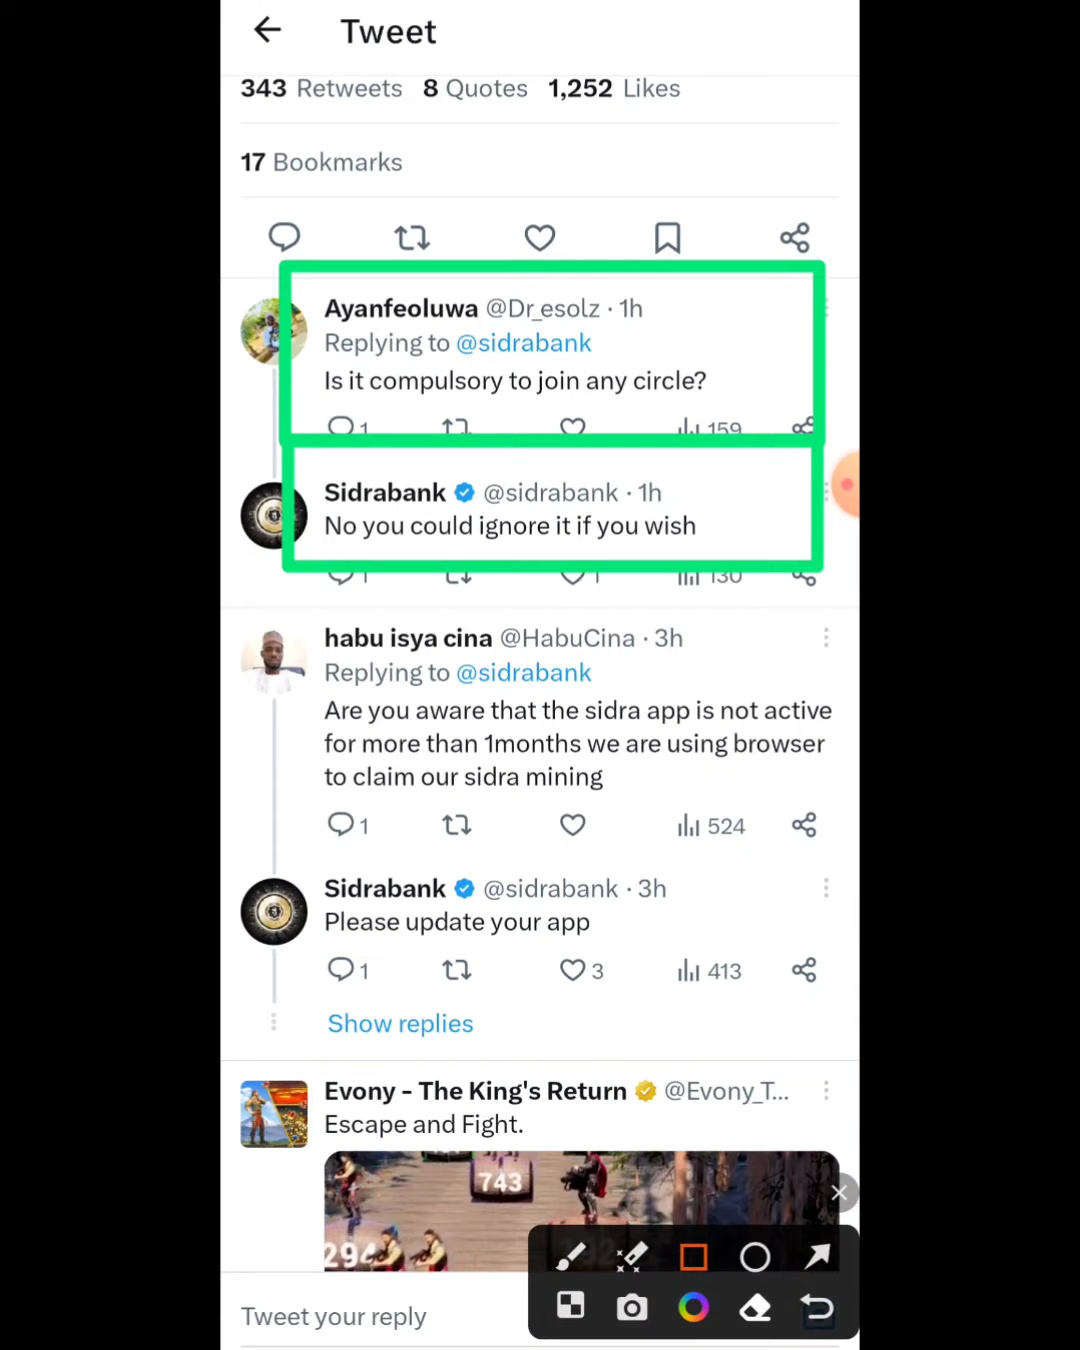 Tweet
343 Retweets 8 Quotes 1,252 Likes
17 Bookmarks
Ayanfeoluwa @Dr_esolz · 1h
Replying to @sidrabank
Is it compulsory to join any circle?
1 159
Sidrabank @sidrabank · 1h
No you could ignore it if you wish
1 1 130
habu isya cina @HabuCina · 3h
Replying to @sidrabank
Are you aware that the sidra app is not active
for more than 1months we are using browser
to claim our sidra mining
1 524
Sidrabank @sidrabank · 3h
Please update your app
1 3 413
Show replies
Evony - The King's Return @Evony_T...
Escape and Fight.
743
294
Tweet your reply